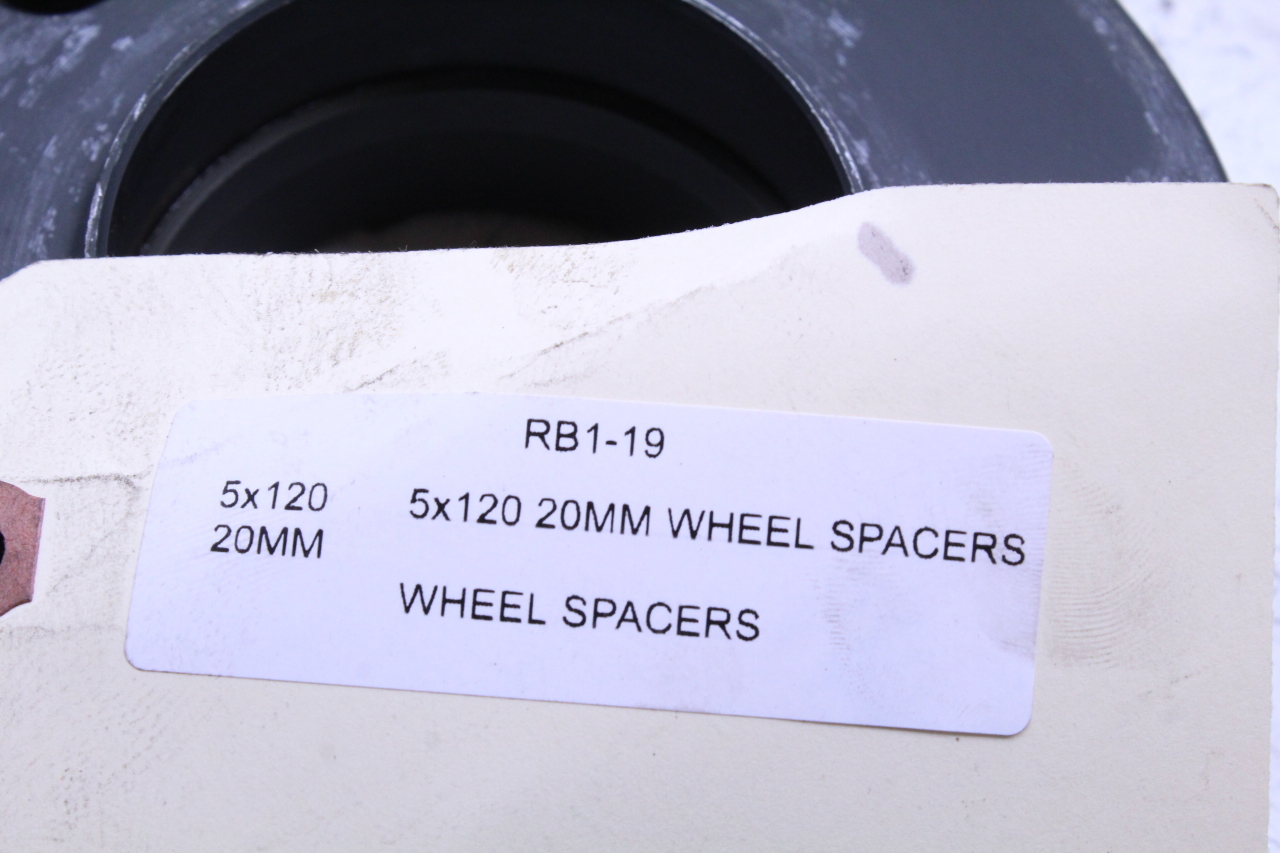 RB1-19
5x120 5x120 20MM WHEEL SPACERS
20MM
WHEEL SPACERS